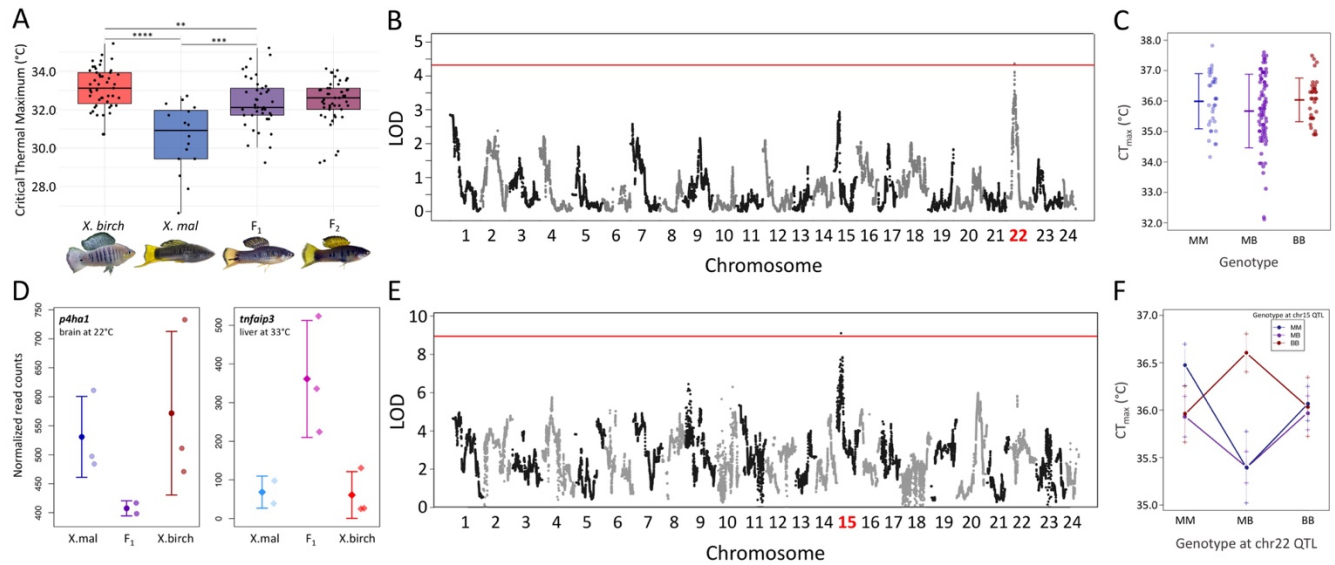 A
**
****
***
Critical Thermal Maximum (°C)
34.0
32.0
30.0
28.0
X. birch
X. mal
F1
F2
B
LOD
5
4
3
2
1
0
1 2 3 4 5 6 7 8 9 10 11 12 13 14 15 16 17 18 19 20 21 22 23 24
Chromosome
C
CTmax (°C)
38.0
37.0
36.0
35.0
34.0
33.0
32.0
MM MB BB
Genotype
D
Normalized read counts
750
700
650
600
550
500
450
400
p4ha1
brain at 22°C
X.mal F1 X.birch
500
400
300
200
100
0
tnfaip3
liver at 33°C
X.mal F1 X.birch
E
LOD
10
8
6
4
2
0
1 2 3 4 5 6 7 8 9 10 11 12 13 14 15 16 17 18 19 20 21 22 23 24
Chromosome
F
CTmax (°C)
37.0
36.5
36.0
35.5
35.0
Genotype at chr15 QTL
MM
MB
BB
MM MB BB
Genotype at chr22 QTL